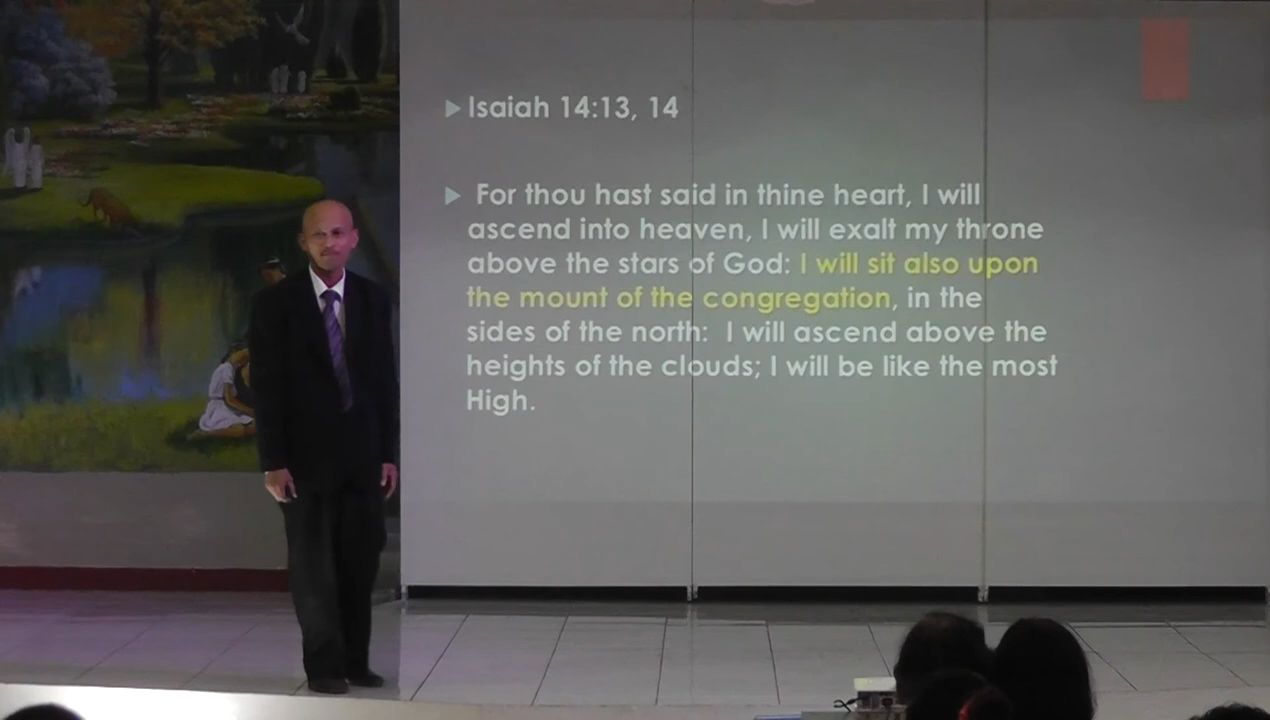 Isaiah 14:13, 14
For thou hast said in thine heart, I will
ascend into heaven, I will exalt my throne
above the stars of God: I will sit also upon
the mount of the congregation, in the
sides of the north: I will ascend above the
heights of the clouds; I will be like the most
High.